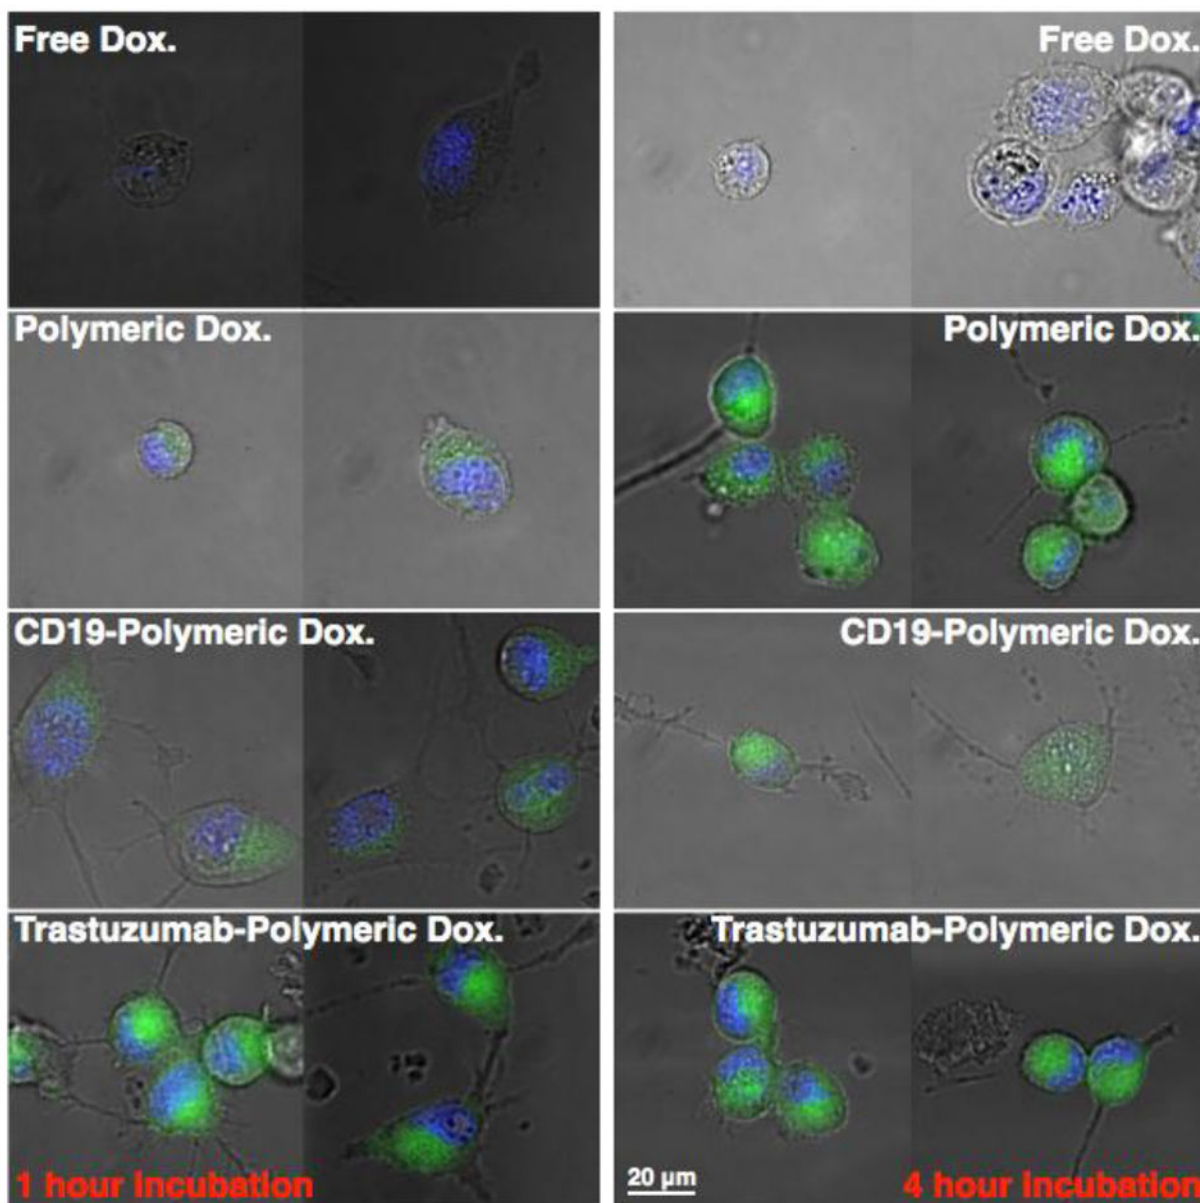 Free Dox.
Free Dox.
Polymeric Dox.
Polymeric Dox.
CD19-Polymeric Dox.
CD19-Polymeric Dox.
Trastuzumab-Polymeric Dox.
Trastuzumab-Polymeric Dox.
1 hour Incubation
20 µm
4 hour Incubation